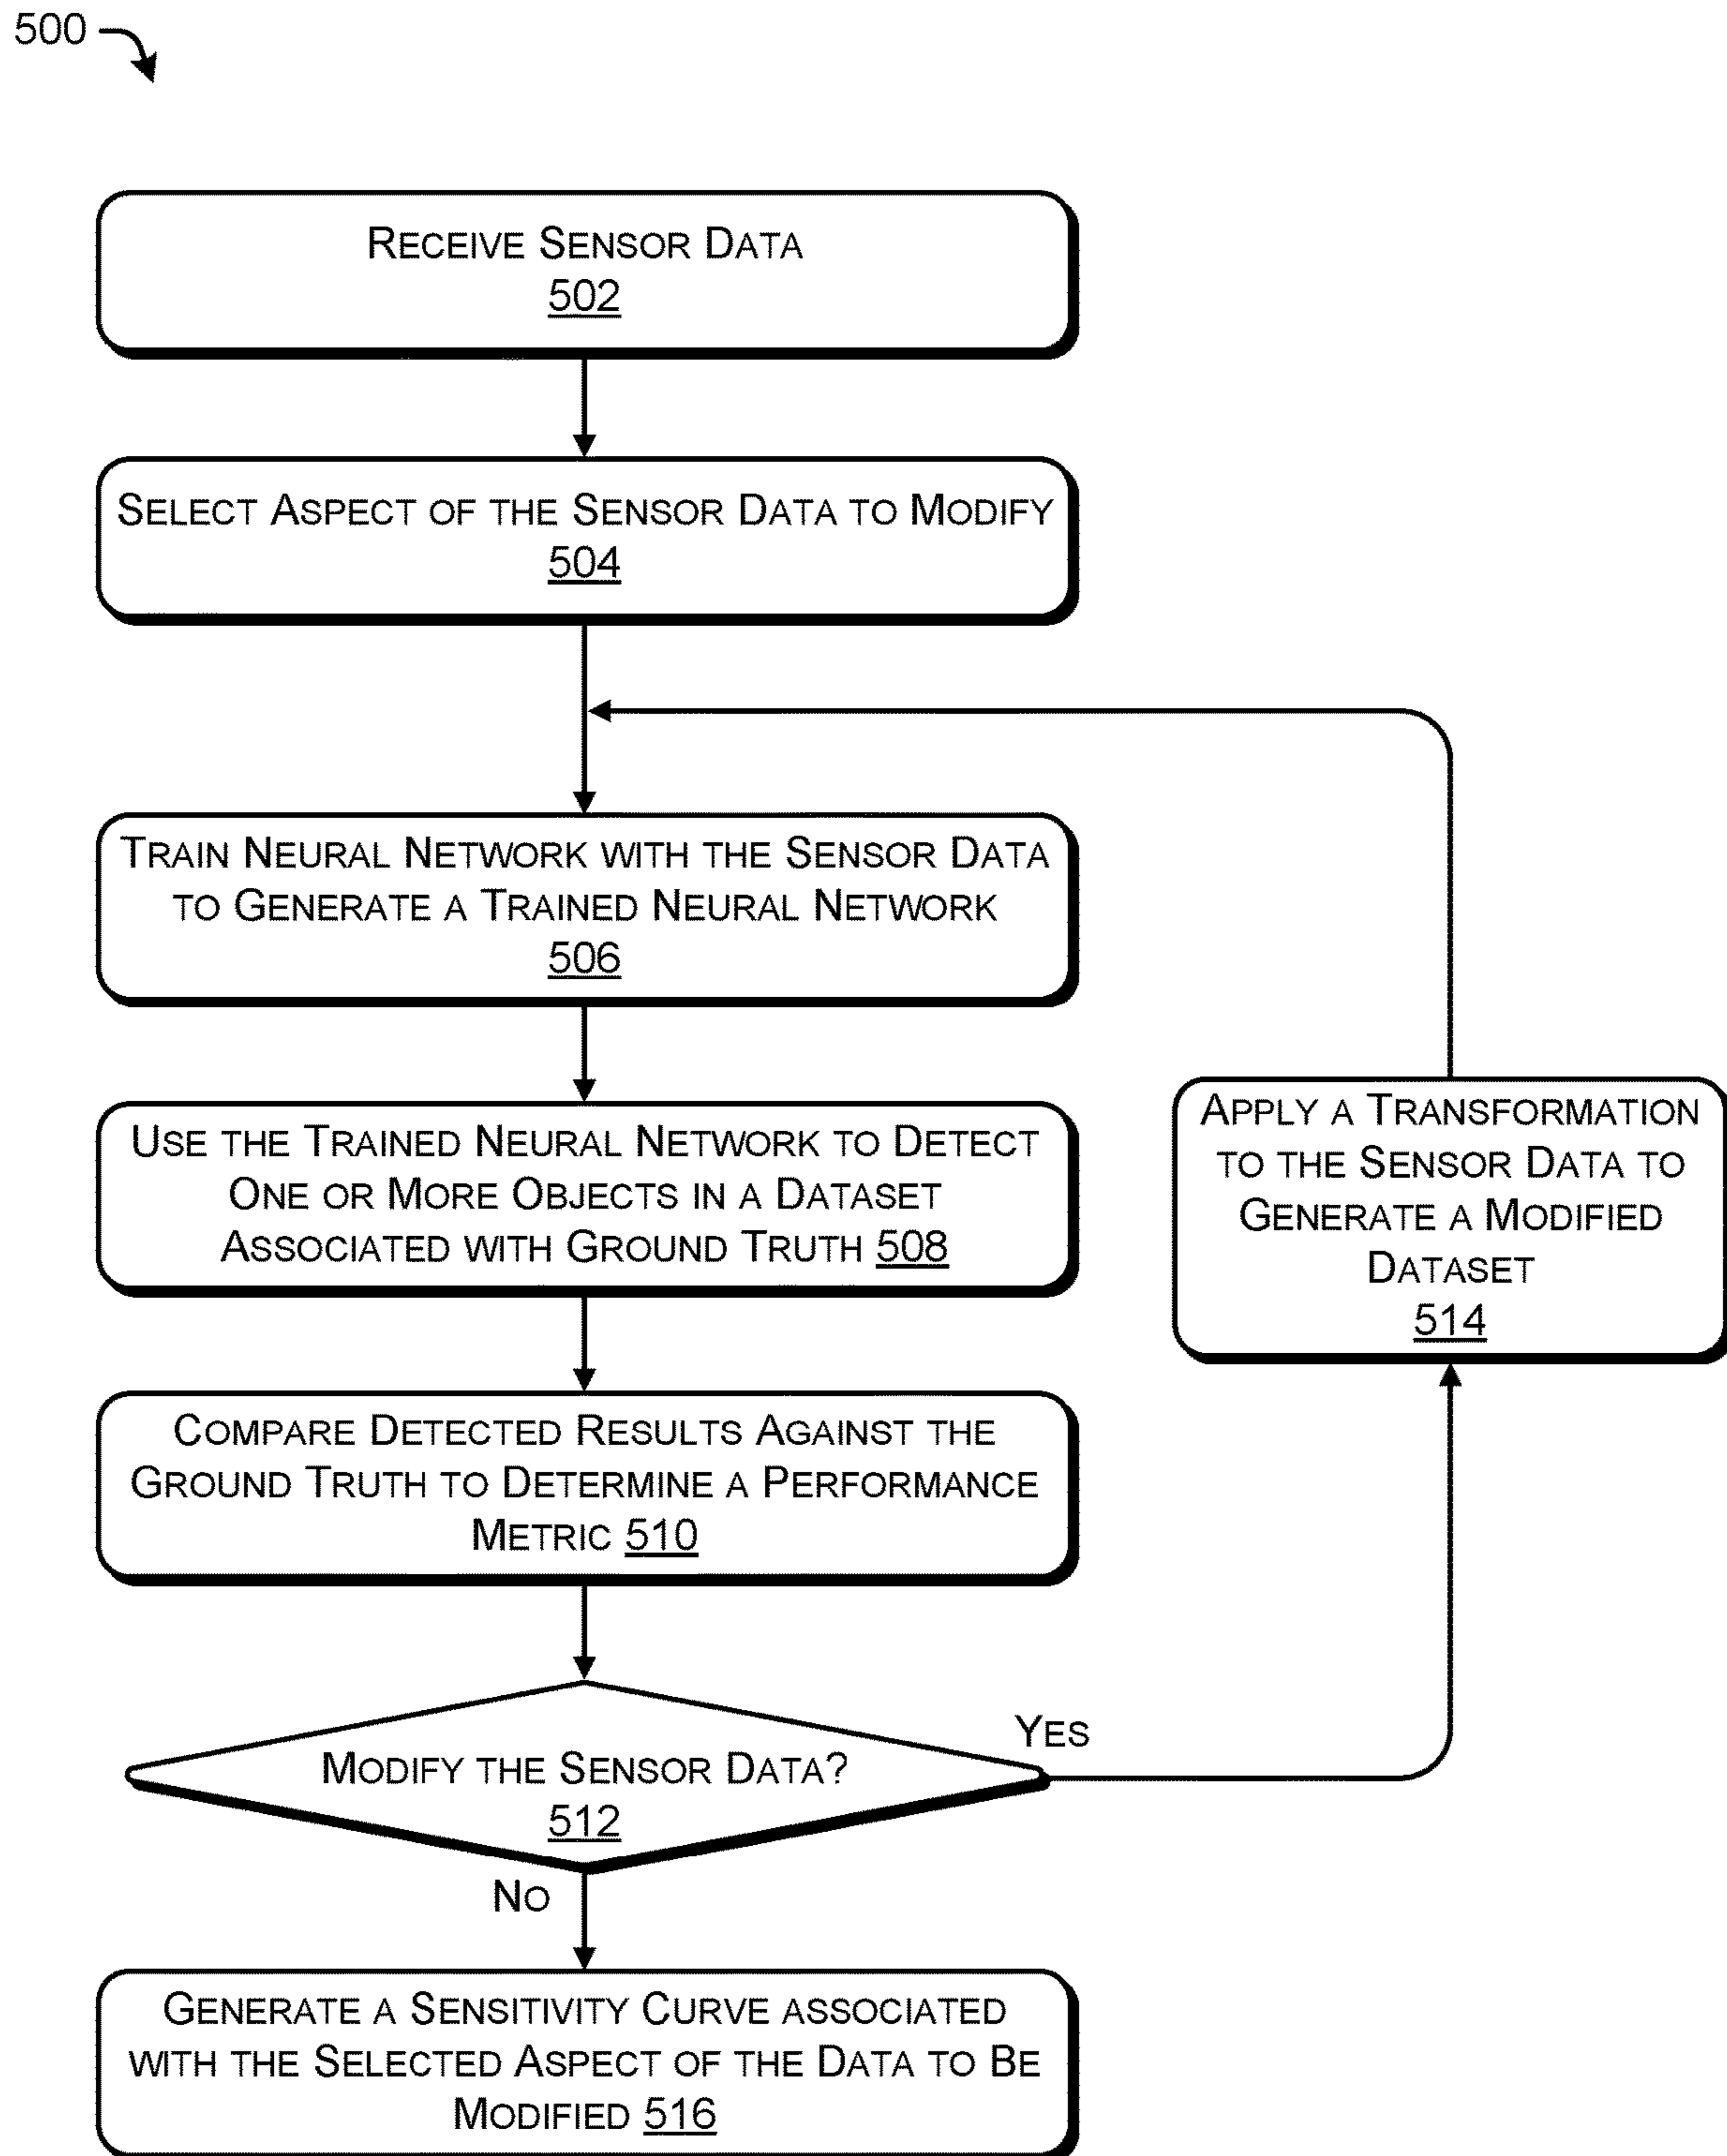 500
RECEIVE SENSOR DATA
502
SELECT ASPECT OF THE SENSOR DATA TO MODIFY
504
TRAIN NEURAL NETWORK WITH THE SENSOR DATA
TO GENERATE A TRAINED NEURAL NETWORK
506
USE THE TRAINED NEURAL NETWORK TO DETECT
ONE OR MORE OBJECTS IN A DATASET
ASSOCIATED WITH GROUND TRUTH 508
APPLY A TRANSFORMATION
TO THE SENSOR DATA TO
GENERATE A MODIFIED
DATASET
514
COMPARE DETECTED RESULTS AGAINST THE
GROUND TRUTH TO DETERMINE A PERFORMANCE
METRIC 510
MODIFY THE SENSOR DATA?
512
YES
NO
GENERATE A SENSITIVITY CURVE ASSOCIATED
WITH THE SELECTED ASPECT OF THE DATA TO BE
MODIFIED 516